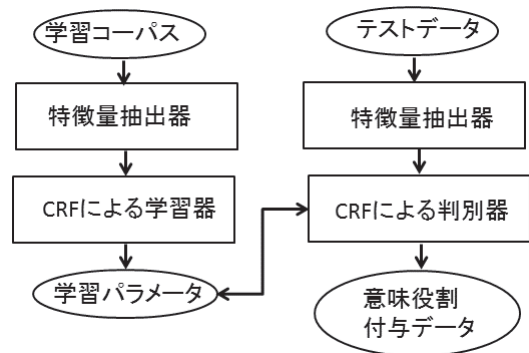 学習コーパス
特徴量抽出器
CRFによる学習器
学習パラメータ
テストデータ
特徴量抽出器
CRFによる判別器
意味役割
付与データ